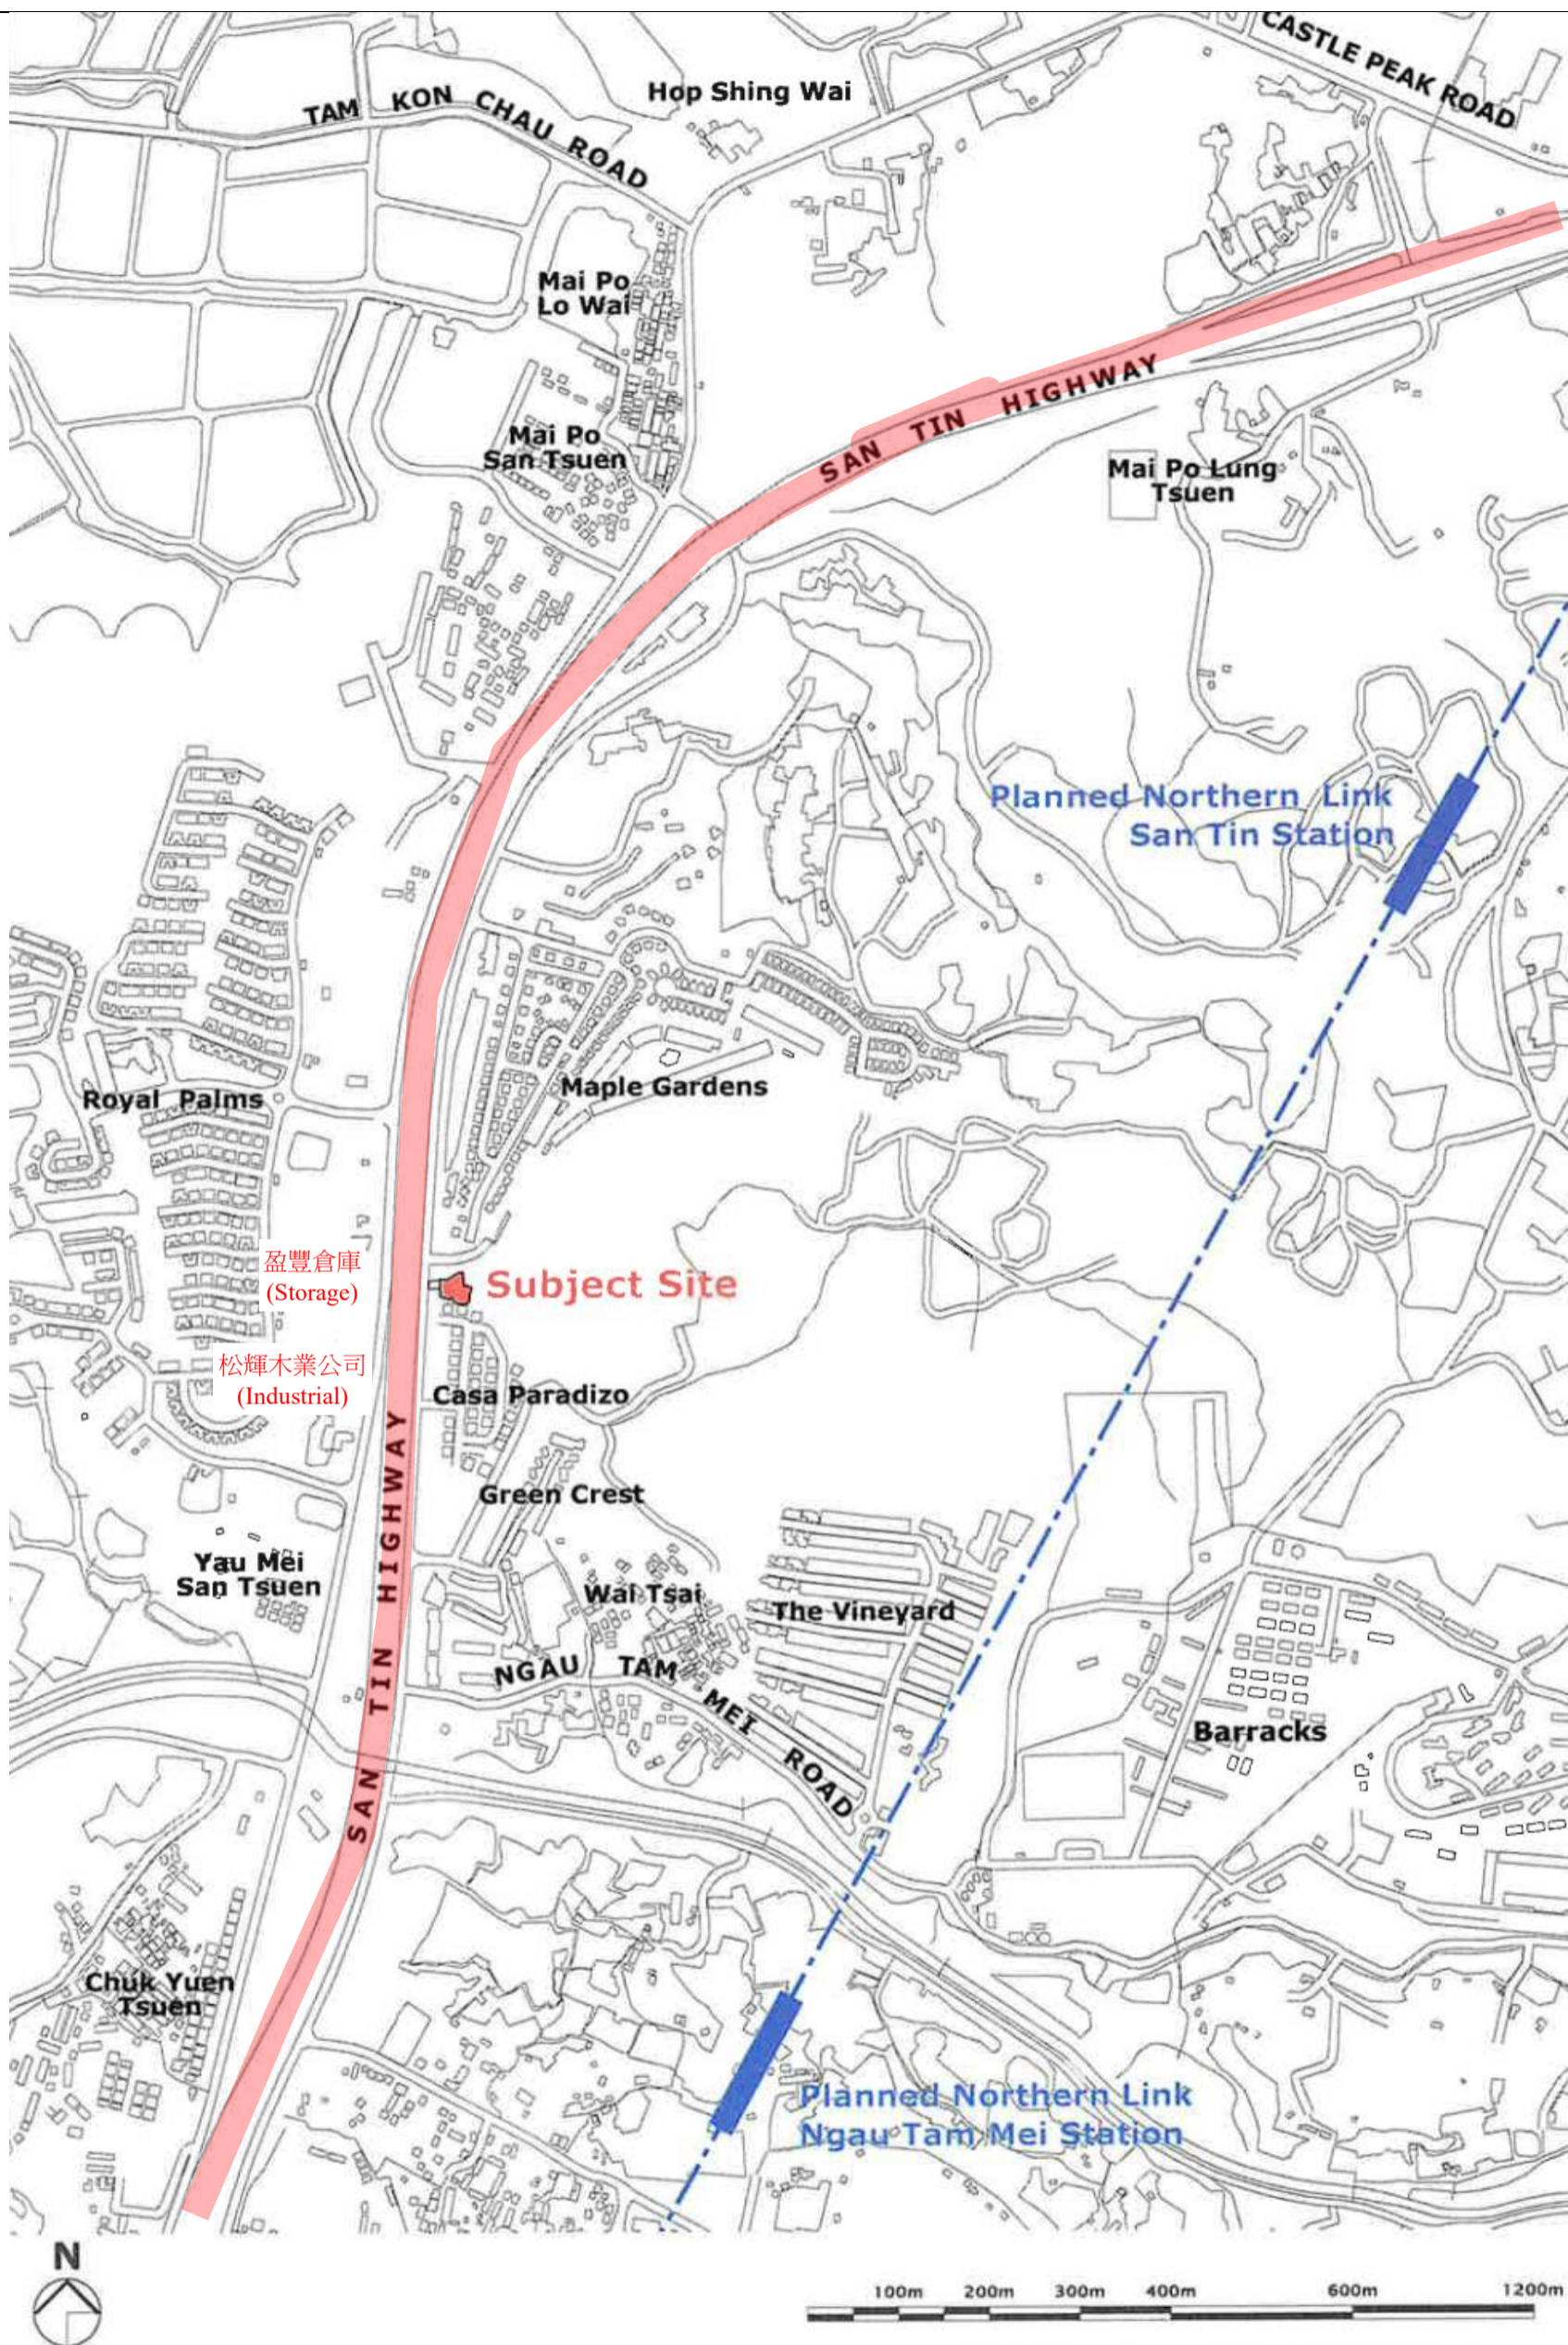 CASTLE PEAK ROAD
Hop Shing Wai
TAM KON CHAU ROAD
Mai Po
Lo Wai
SAN TIN HIGHWAY
Mai Po
San Tsuen
Mai Po Lung
Tsuen
Planned Northern Link
San Tin Station
Royal Palms
Maple Gardens
盈豐倉庫
(Storage)
Subject Site
松輝木業公司
(Industrial)
Casa Paradizo
SAN TIN HIGHWAY
Green Crest
Yau Mei
San Tsuen
Wai Tsai
The Vineyard
NGAU TAM MEI ROAD
Barracks
Chuk Yuen
Tsuen
Planned Northern Link
Ngau Tam Mei Station
N
100m 200m 300m 400m 600m 1200m